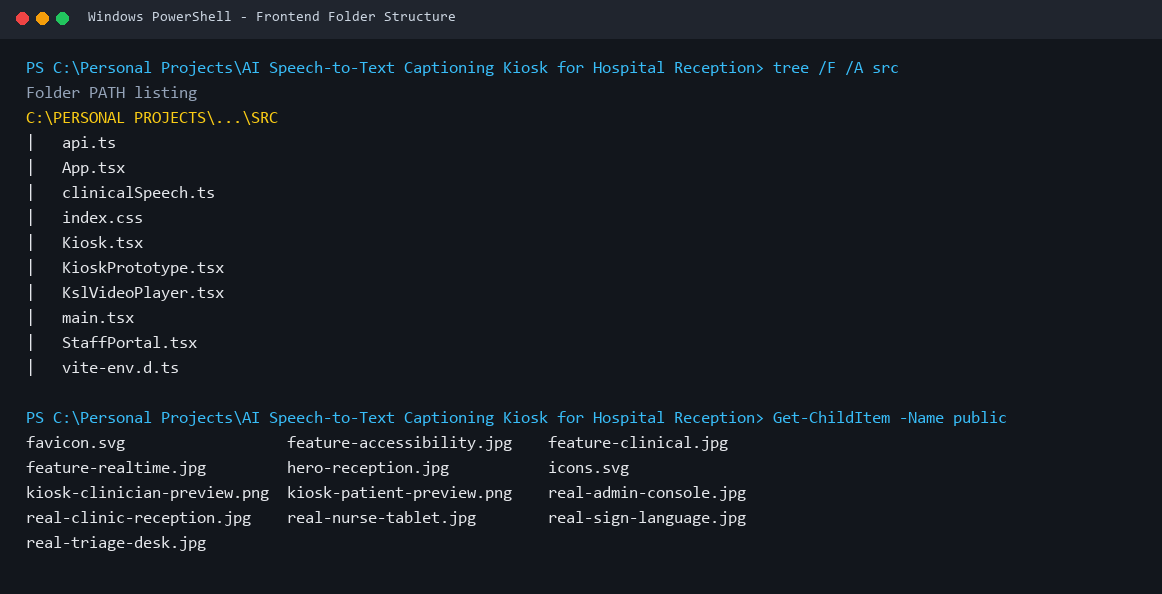 Windows PowerShell - Frontend Folder Structure
PS C:\Personal Projects\AI Speech-to-Text Captioning Kiosk for Hospital Reception> tree /F /A src
Folder PATH listing
C:\PERSONAL PROJECTS\...\SRC
|   api.ts
|   App.tsx
|   clinicalSpeech.ts
|   index.css
|   Kiosk.tsx
|   KioskPrototype.tsx
|   KslVideoPlayer.tsx
|   main.tsx
|   StaffPortal.tsx
|   vite-env.d.ts
PS C:\Personal Projects\AI Speech-to-Text Captioning Kiosk for Hospital Reception> Get-ChildItem -Name public
favicon.svg                  feature-accessibility.jpg    feature-clinical.jpg
feature-realtime.jpg         hero-reception.jpg           icons.svg
kiosk-clinician-preview.png  kiosk-patient-preview.png    real-admin-console.jpg
real-clinic-reception.jpg    real-nurse-tablet.jpg        real-sign-language.jpg
real-triage-desk.jpg